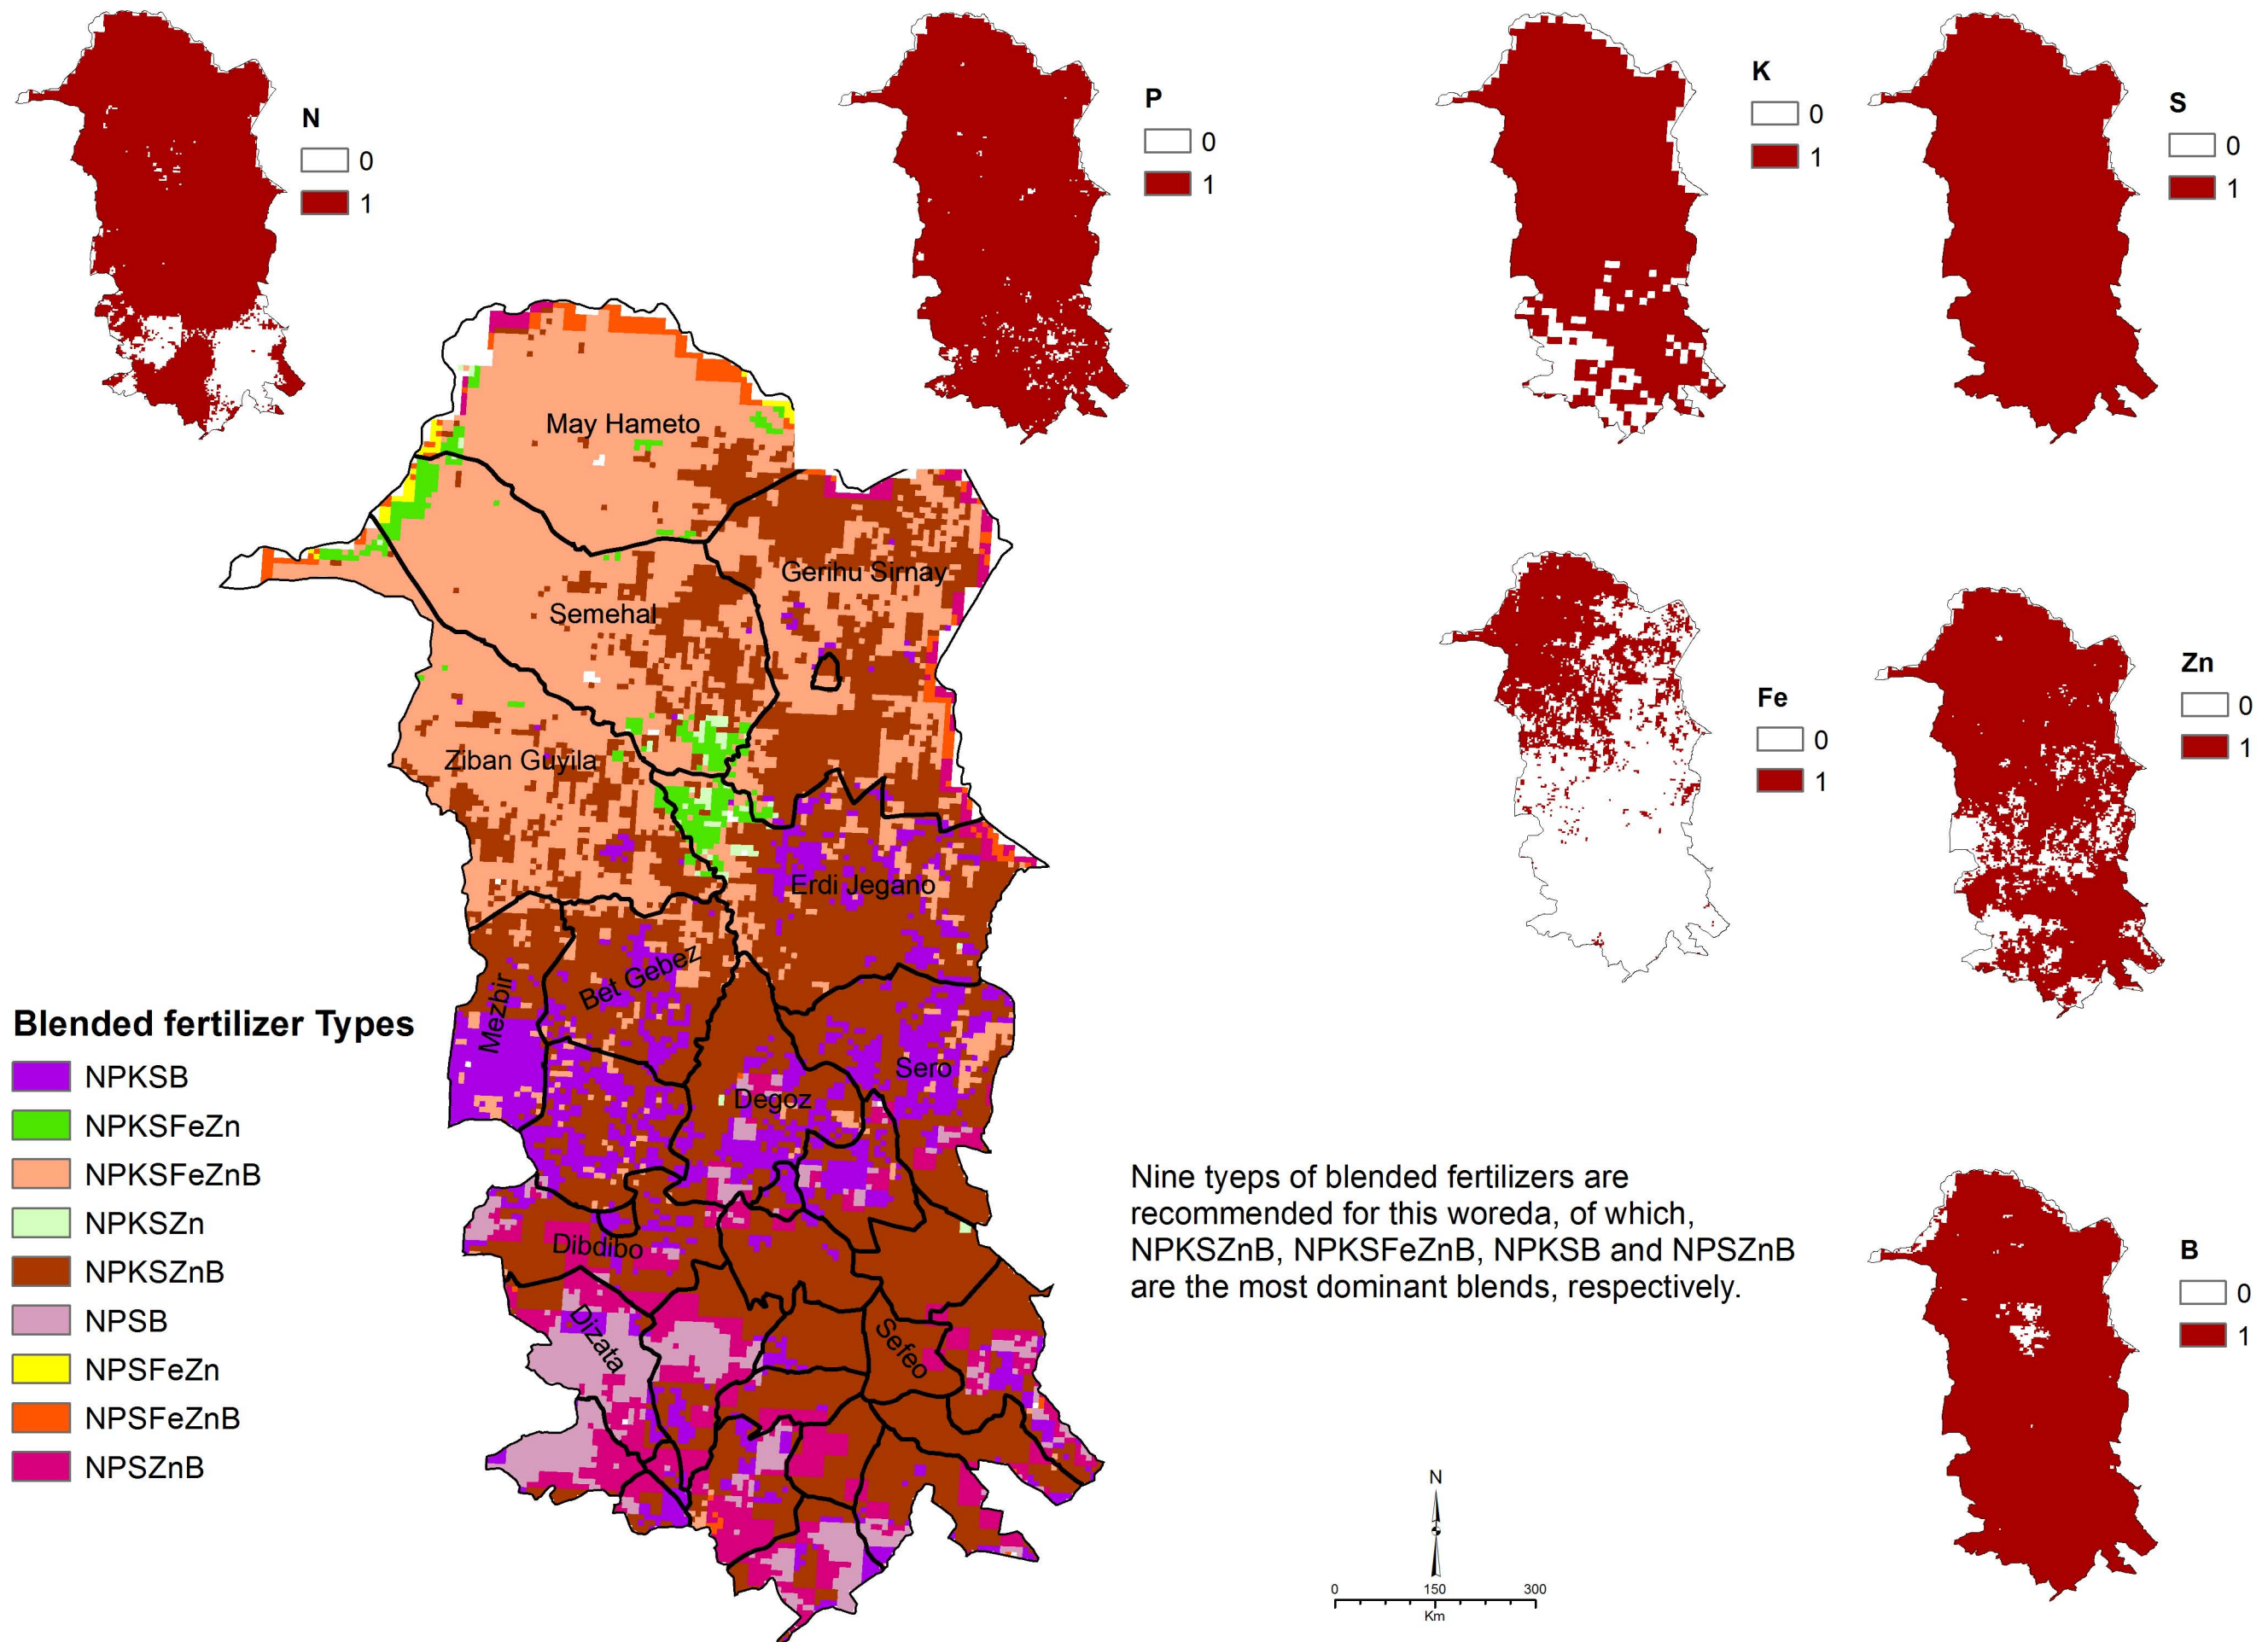 N
0
1
P
0
1
K
0
1
S
0
1
May Hameto
Gerihu Sirnay
Semehal
Ziban Guyila
Erdi Jegano
Bet Gebez
Mezbir
Sero
Degoz
Dibdibo
Dizata
Sefeo
Fe
0
1
Zn
0
1
B
0
1
Blended fertilizer Types
NPKSB
NPKSFeZn
NPKSFeZnB
NPKSZn
NPKSZnB
NPSB
NPSFeZn
NPSFeZnB
NPSZnB
Nine tyeps of blended fertilizers are
recommended for this woreda, of which,
NPKSZnB, NPKSFeZnB, NPKSB and NPSZnB
are the most dominant blends, respectively.
N
0 150 300
Km